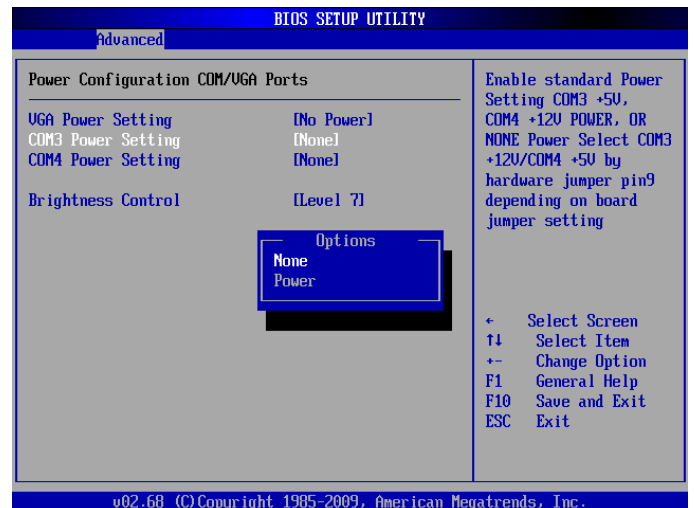 BIOS SETUP UTILITY
Advanced
Power Configuration COM/VGA Ports
VGA Power Setting [No Power]
COM3 Power Setting [None]
COM4 Power Setting [None]
Brightness Control [Level 7]
Options
None
Power
Enable standard Power
Setting COM3 +5V,
COM4 +12V POWER, OR
NONE Power Select COM3
+12V/COM4 +5V by
hardware jumper pin9
depending on board
jumper setting
← Select Screen
↑↓ Select Item
+- Change Option
F1 General Help
F10 Save and Exit
ESC Exit
v02.68 (C)Copyright 1985-2009, American Megatrends, Inc.